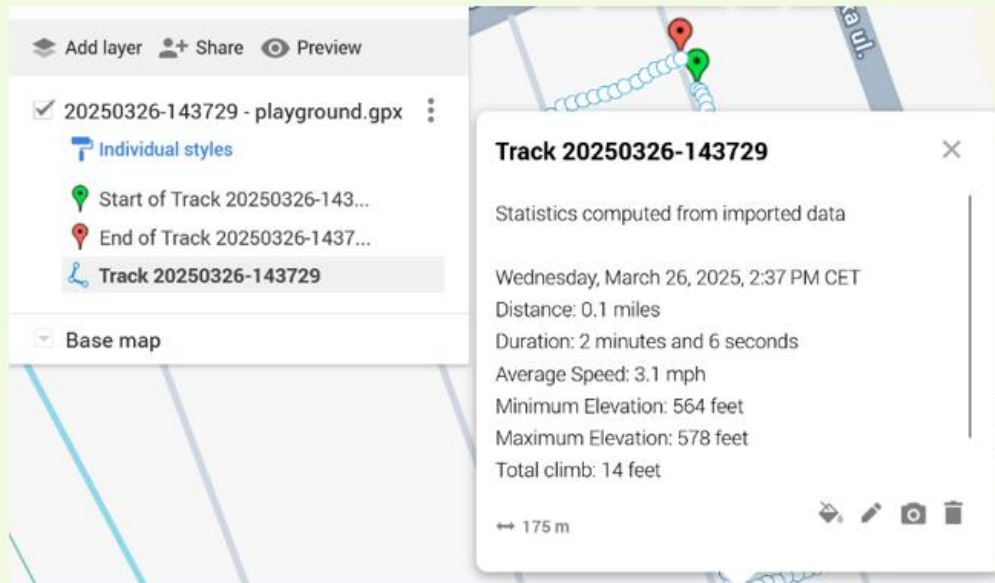 Add layer Share Preview
20250326-143729 - playground.gpx
Individual styles
Start of Track 20250326-143...
End of Track 20250326-1437...
Track 20250326-143729
Base map
ka ul.
Track 20250326-143729
Statistics computed from imported data
Wednesday, March 26, 2025, 2:37 PM CET
Distance: 0.1 miles
Duration: 2 minutes and 6 seconds
Average Speed: 3.1 mph
Minimum Elevation: 564 feet
Maximum Elevation: 578 feet
Total climb: 14 feet
175 m